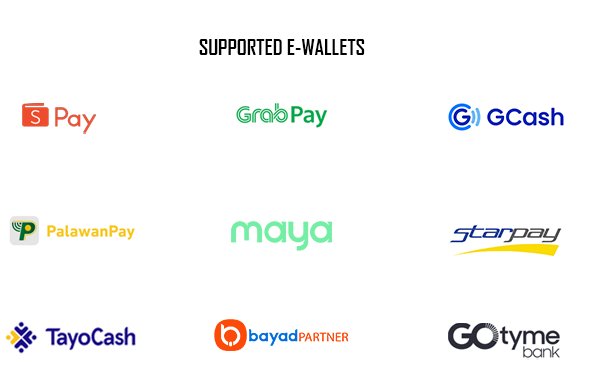 SUPPORTED E-WALLETS
S Pay
GrabPay
GCash
PalawanPay
maya
starpay
TayoCash
bayadPARTNER
GOtyme
bank